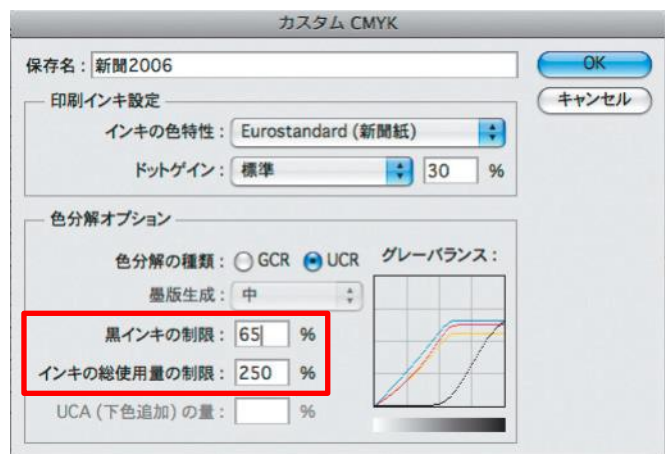 カスタム CMYK
保存名：新聞2006
OK
キャンセル
印刷インキ設定
インキの色特性：Eurostandard (新聞紙)
ドットゲイン：標準 30 %
色分解オプション
色分解の種類：GCR UCR
グレーバランス：
墨版生成：中
黒インキの制限：65 %
インキの総使用量の制限：250 %
UCA (下色追加) の量： %